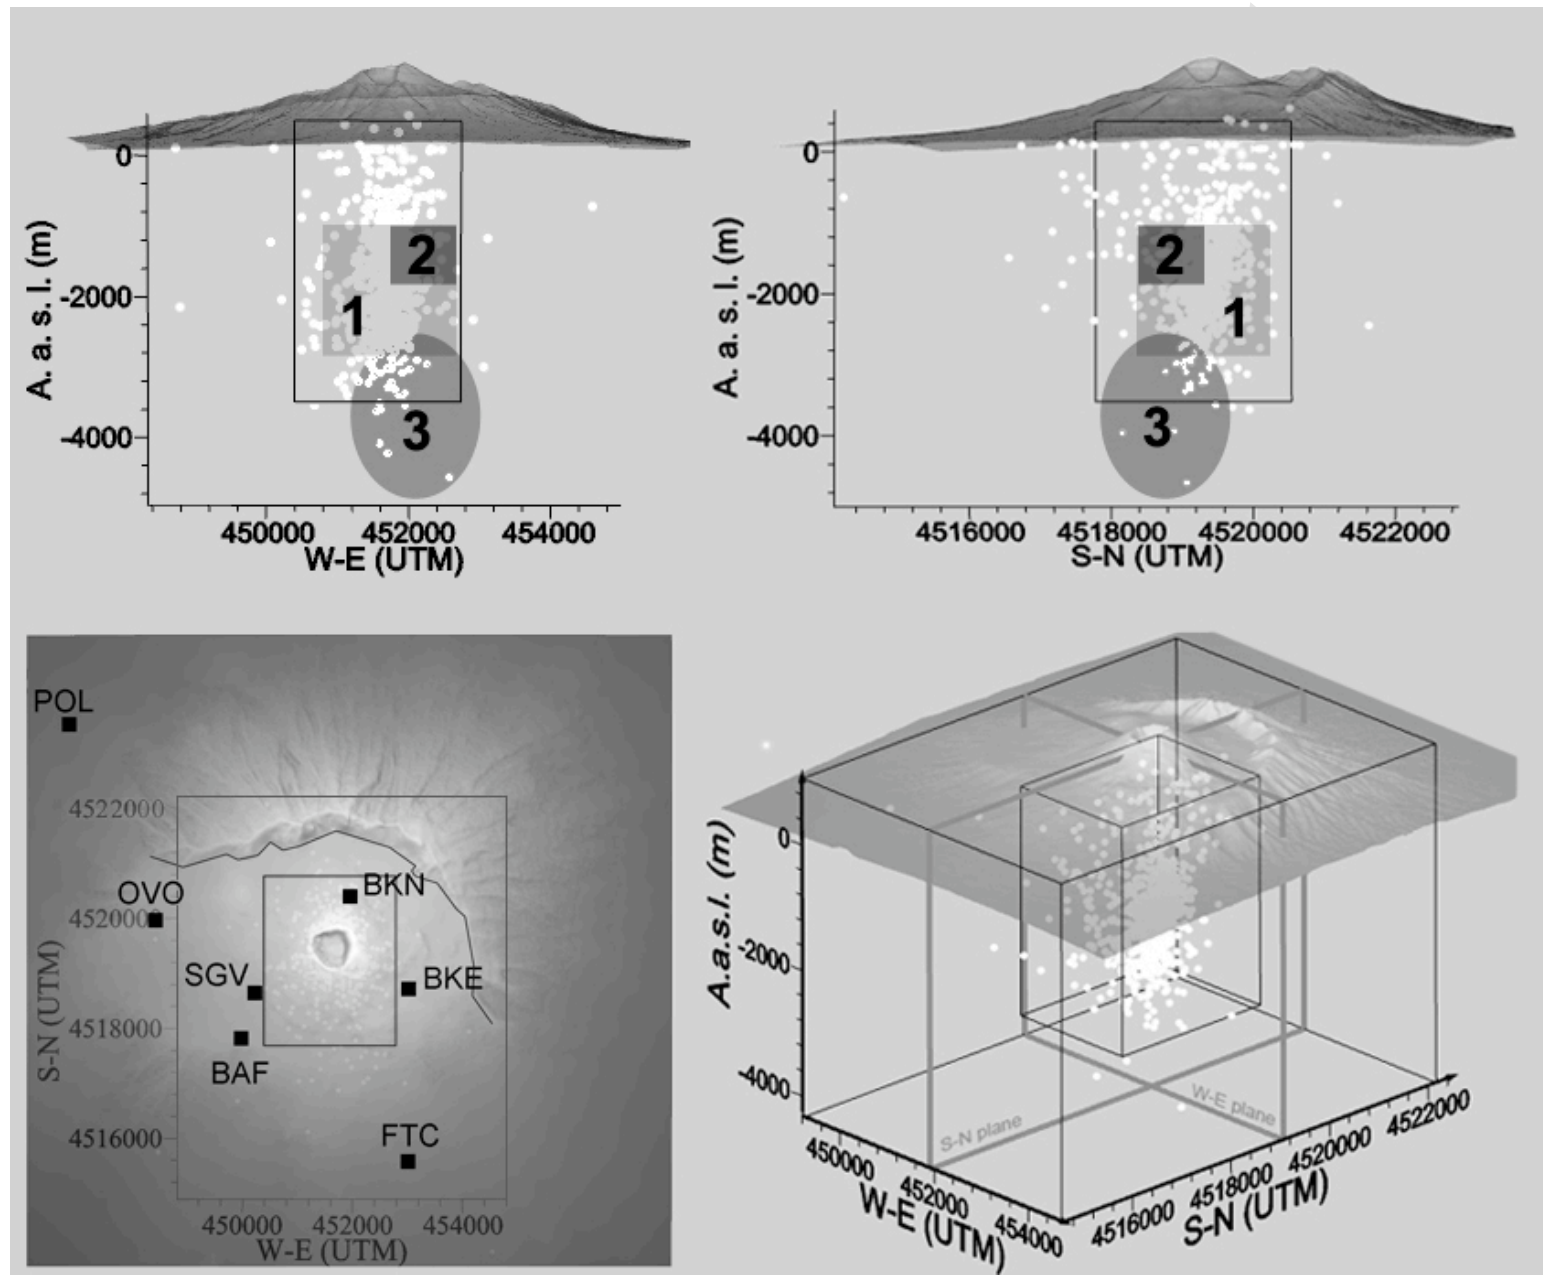 0
-2000
-4000
A. a. s. l. (m)
1
2
3
450000 452000 454000
W-E (UTM)
0
-2000
-4000
A. a. s. l. (m)
2
1
3
4516000 4518000 4520000 4522000
S-N (UTM)
POL
4522000
OVO
BKN
4520000
SGV
BKE
4518000
BAF
FTC
4516000
S-N (UTM)
450000 452000 454000
W-E (UTM)
0
-2000
-4000
A.a.s.l. (m)
S-N plane
W-E plane
450000
452000
454000
W-E (UTM)
4516000
4518000
4520000
4522000
S-N (UTM)